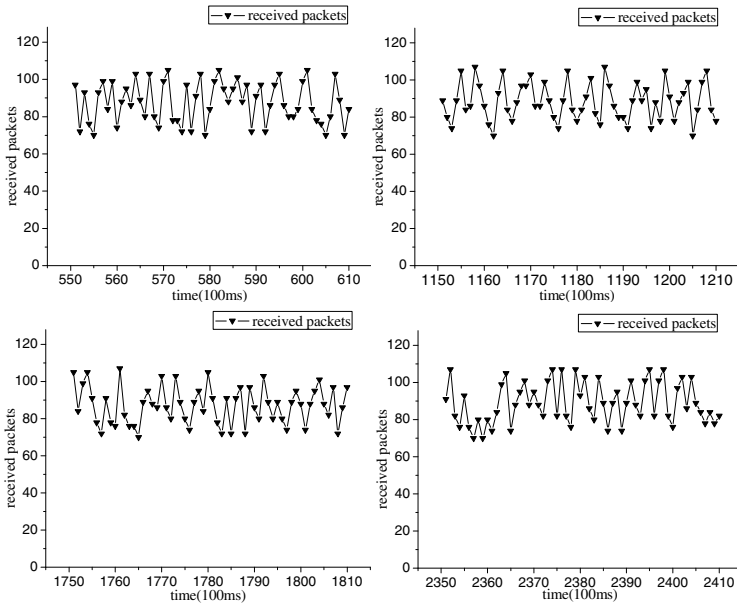 received packets
120
100
80
60
40
20
0
received packets
550 560 570 580 590 600 610
time(100ms)
received packets
120
100
80
60
40
20
0
received packets
1150 1160 1170 1180 1190 1200 1210
time(100ms)
received packets
120
100
80
60
40
20
0
received packets
1750 1760 1770 1780 1790 1800 1810
time(100ms)
received packets
120
100
80
60
40
20
0
received packets
2350 2360 2370 2380 2390 2400 2410
time(100ms)